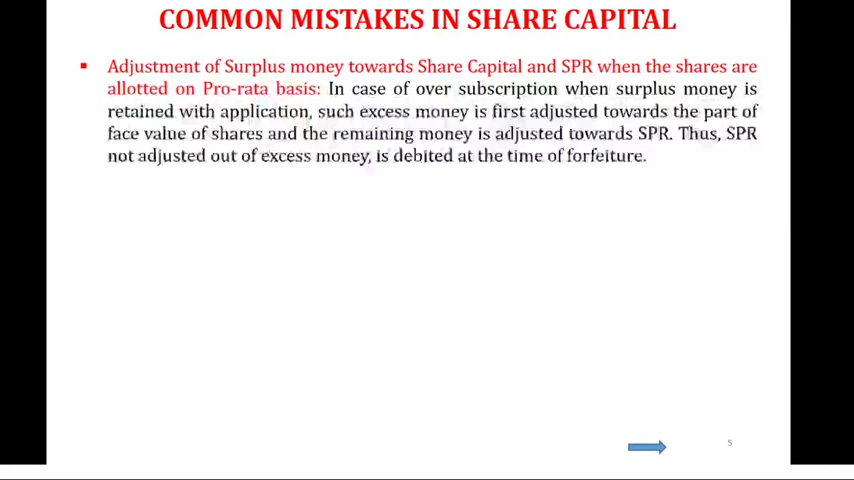 COMMON MISTAKES IN SHARE CAPITAL
▪ Adjustment of Surplus money towards Share Capital and SPR when the shares are
allotted on Pro-rata basis: In case of over subscription when surplus money is
retained with application, such excess money is first adjusted towards the part of
face value of shares and the remaining money is adjusted towards SPR. Thus, SPR
not adjusted out of excess money, is debited at the time of forfeiture.
5